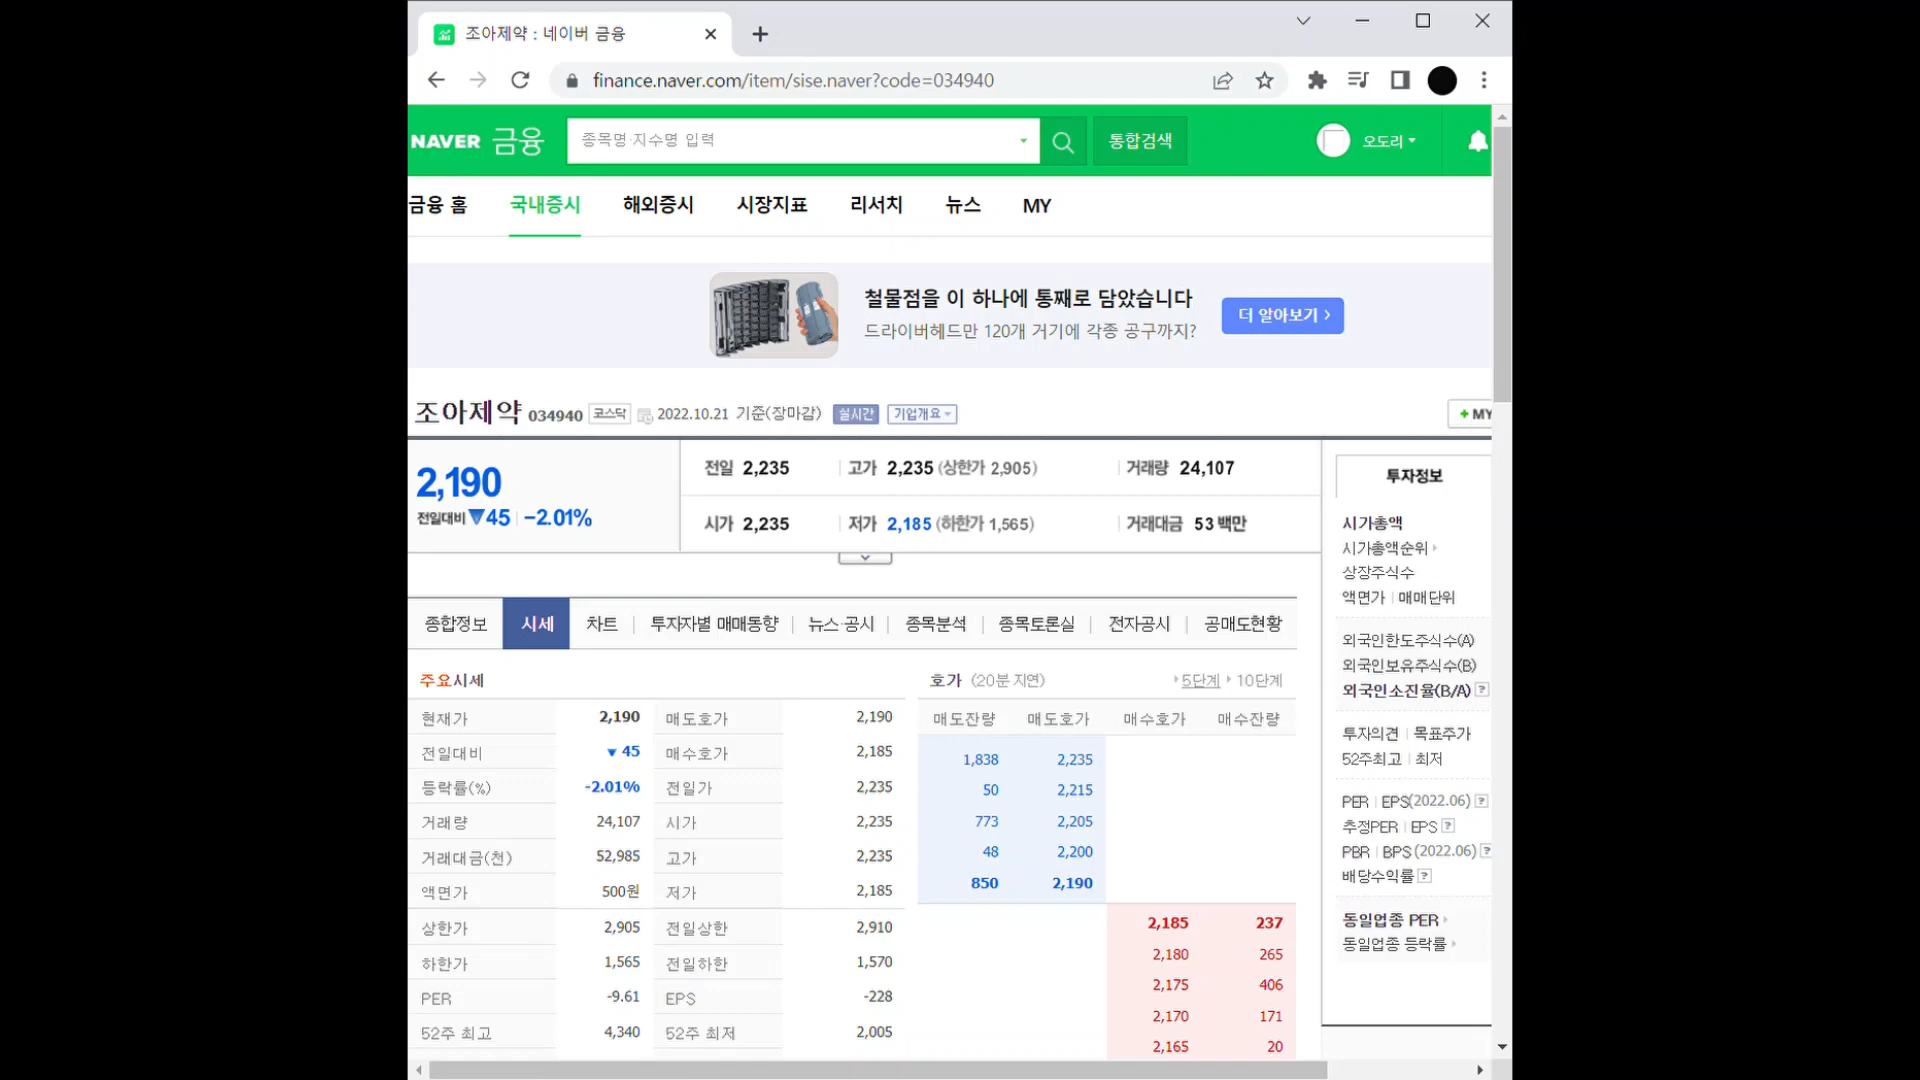 조아제약 : 네이버 금융
finance.naver.com/item/sise.naver?code=034940
NAVER 금융 종목명·지수명 입력 통합검색 오도리
금융 홈 국내증시 해외증시 시장지표 리서치 뉴스 MY
철물점을 이 하나에 통째로 담았습니다
드라이버헤드만 120개 거기에 각종 공구까지?
더 알아보기 >
조아제약 034940 코스닥 2022.10.21 기준(장마감) 실시간 기업개요 + MY
2,190
전일대비 ▼45 -2.01%
전일 2,235 고가 2,235 (상한가 2,905) 거래량 24,107
시가 2,235 저가 2,185 (하한가 1,565) 거래대금 53 백만
종합정보 시세 차트 투자자별 매매동향 뉴스·공시 종목분석 종목토론실 전자공시 공매도현황
주요시세
현재가 2,190 매도호가 2,190
전일대비 ▼ 45 매수호가 2,185
등락률(%) -2.01% 전일가 2,235
거래량 24,107 시가 2,235
거래대금(천) 52,985 고가 2,235
액면가 500원 저가 2,185
상한가 2,905 전일상한 2,910
하한가 1,565 전일하한 1,570
PER -9.61 EPS -228
52주 최고 4,340 52주 최저 2,005
호가 (20분 지연) 5단계 10단계
매도잔량 매도호가 매수호가 매수잔량
1,838 2,235
50 2,215
773 2,205
48 2,200
850 2,190
2,185 237
2,180 265
2,175 406
2,170 171
2,165 20
투자정보
시가총액
시가총액순위
상장주식수
액면가 | 매매단위
외국인한도주식수(A)
외국인보유주식수(B)
외국인소진율(B/A) ?
투자의견 | 목표주가
52주최고 | 최저
PER | EPS(2022.06) ?
추정PER | EPS ?
PBR | BPS (2022.06) ?
배당수익률 ?
동일업종 PER
동일업종 등락률